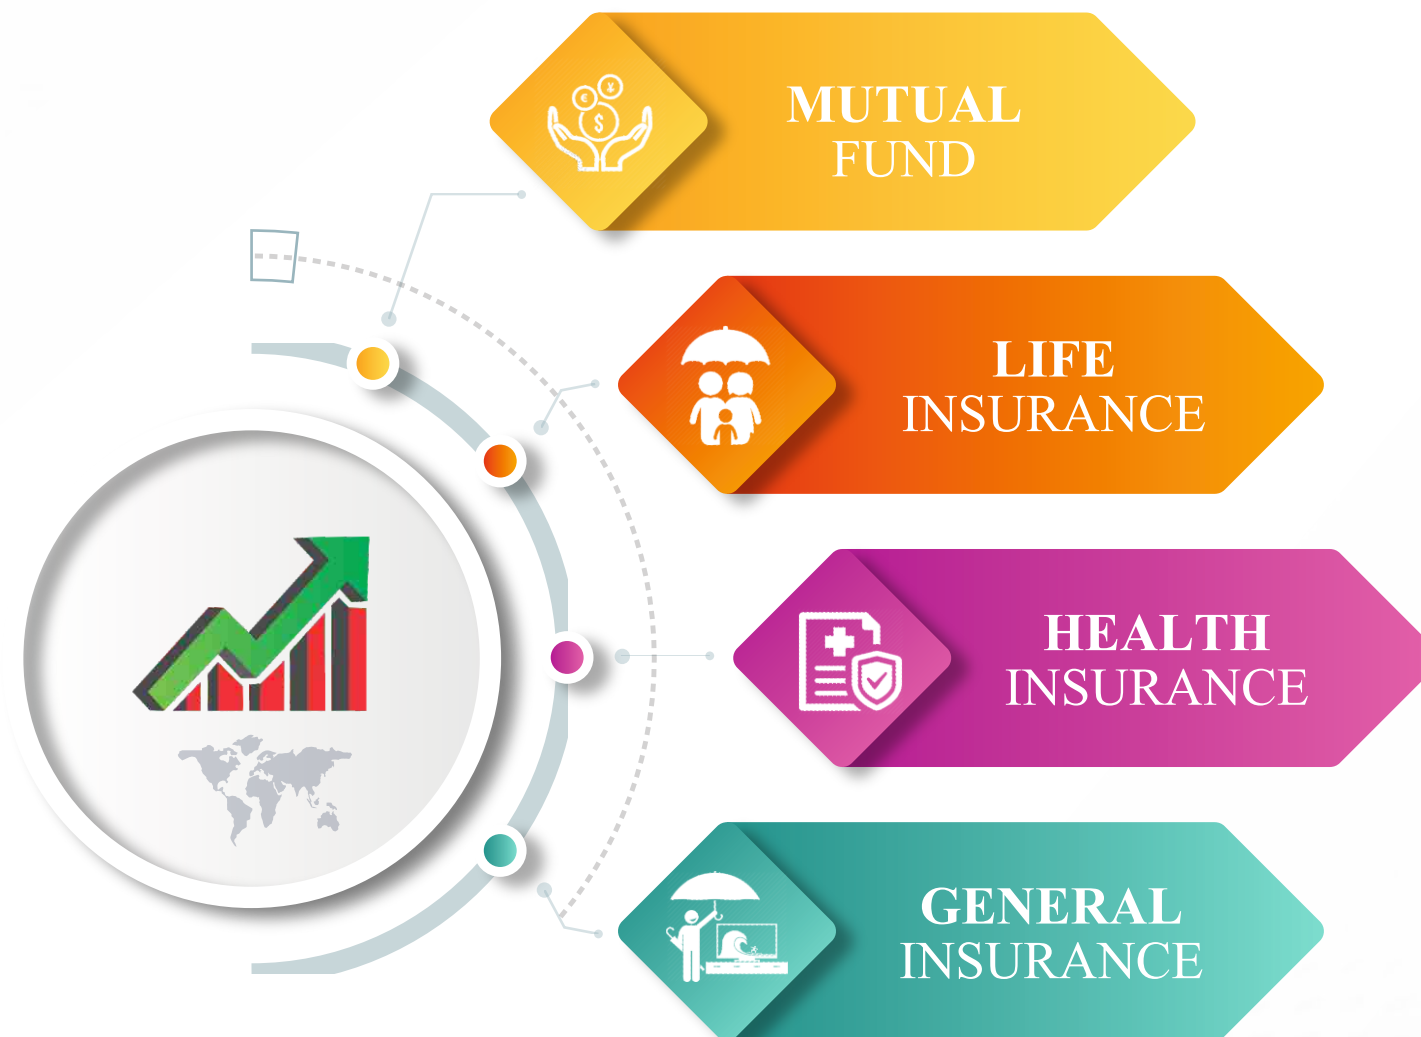 MUTUAL
FUND
LIFE
INSURANCE
HEALTH
INSURANCE
GENERAL
INSURANCE